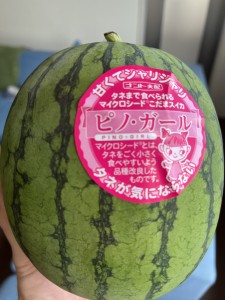 甘くてシャリシャリ
タネまで食べられる
マイクロシード®こだまスイカ
ピノ・ガール
PINO・GIRL
マイクロシード®とは、
タネをごく小さく
食べやすいよう
品種改良した
ものです。
タネが気にならない